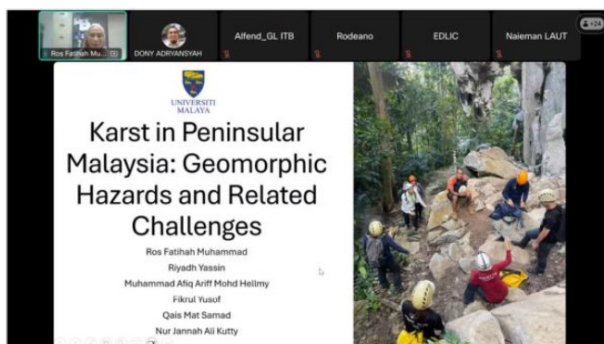 Ros Fatihah Mu...
DONY ADRYANSYAH
Alfend_GL ITB
Rodeano
EDLIC
Naieman LAUT
+24
UNIVERSITI
MALAYA
Karst in Peninsular
Malaysia: Geomorphic
Hazards and Related
Challenges
Ros Fatihah Muhammad
Riyadh Yassin
Muhammad Afiq Ariff Mohd Hellmy
Fikrul Yusof
Qais Mat Samad
Nur Jannah Ali Kutty